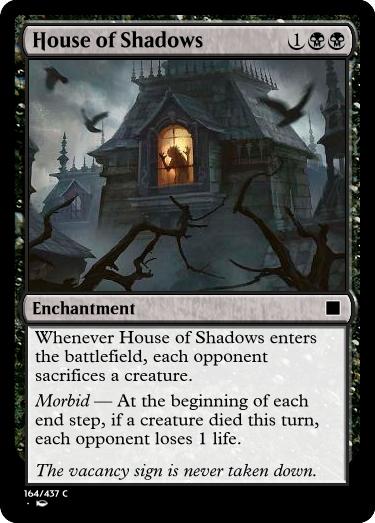 House of Shadows 1
Enchantment
Whenever House of Shadows enters
the battlefield, each opponent
sacrifices a creature.
Morbid — At the beginning of each
end step, if a creature died this turn,
each opponent loses 1 life.
The vacancy sign is never taken down.
164/437 C